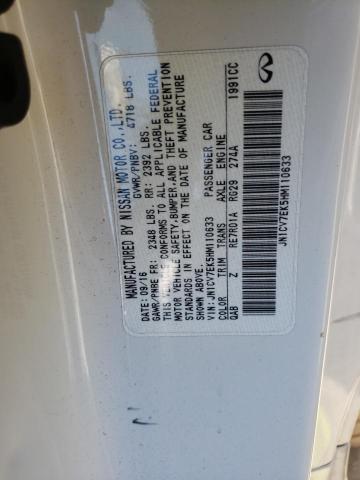 MANUFACTURED BY NISSAN MOTOR CO.,LTD.
DATE: 09/16 GVWR/PNBV: 4718 LBS.
GAWR/PNBE FR: 2348 LBS. RR: 2392 LBS.
THIS VEHICLE CONFORMS TO ALL APPLICABLE FEDERAL
MOTOR VEHICLE SAFETY,BUMPER,AND THEFT PREVENTION
STANDARDS IN EFFECT ON THE DATE OF MANUFACTURE
SHOWN ABOVE.
VIN:JN1CV7EK5HM110633 PASSENGER CAR
COLOR TRIM TRANS AXLE ENGINE
QAB Z RE7R01A RG29 274A 1991CC
JN1CV7EK5HM110633